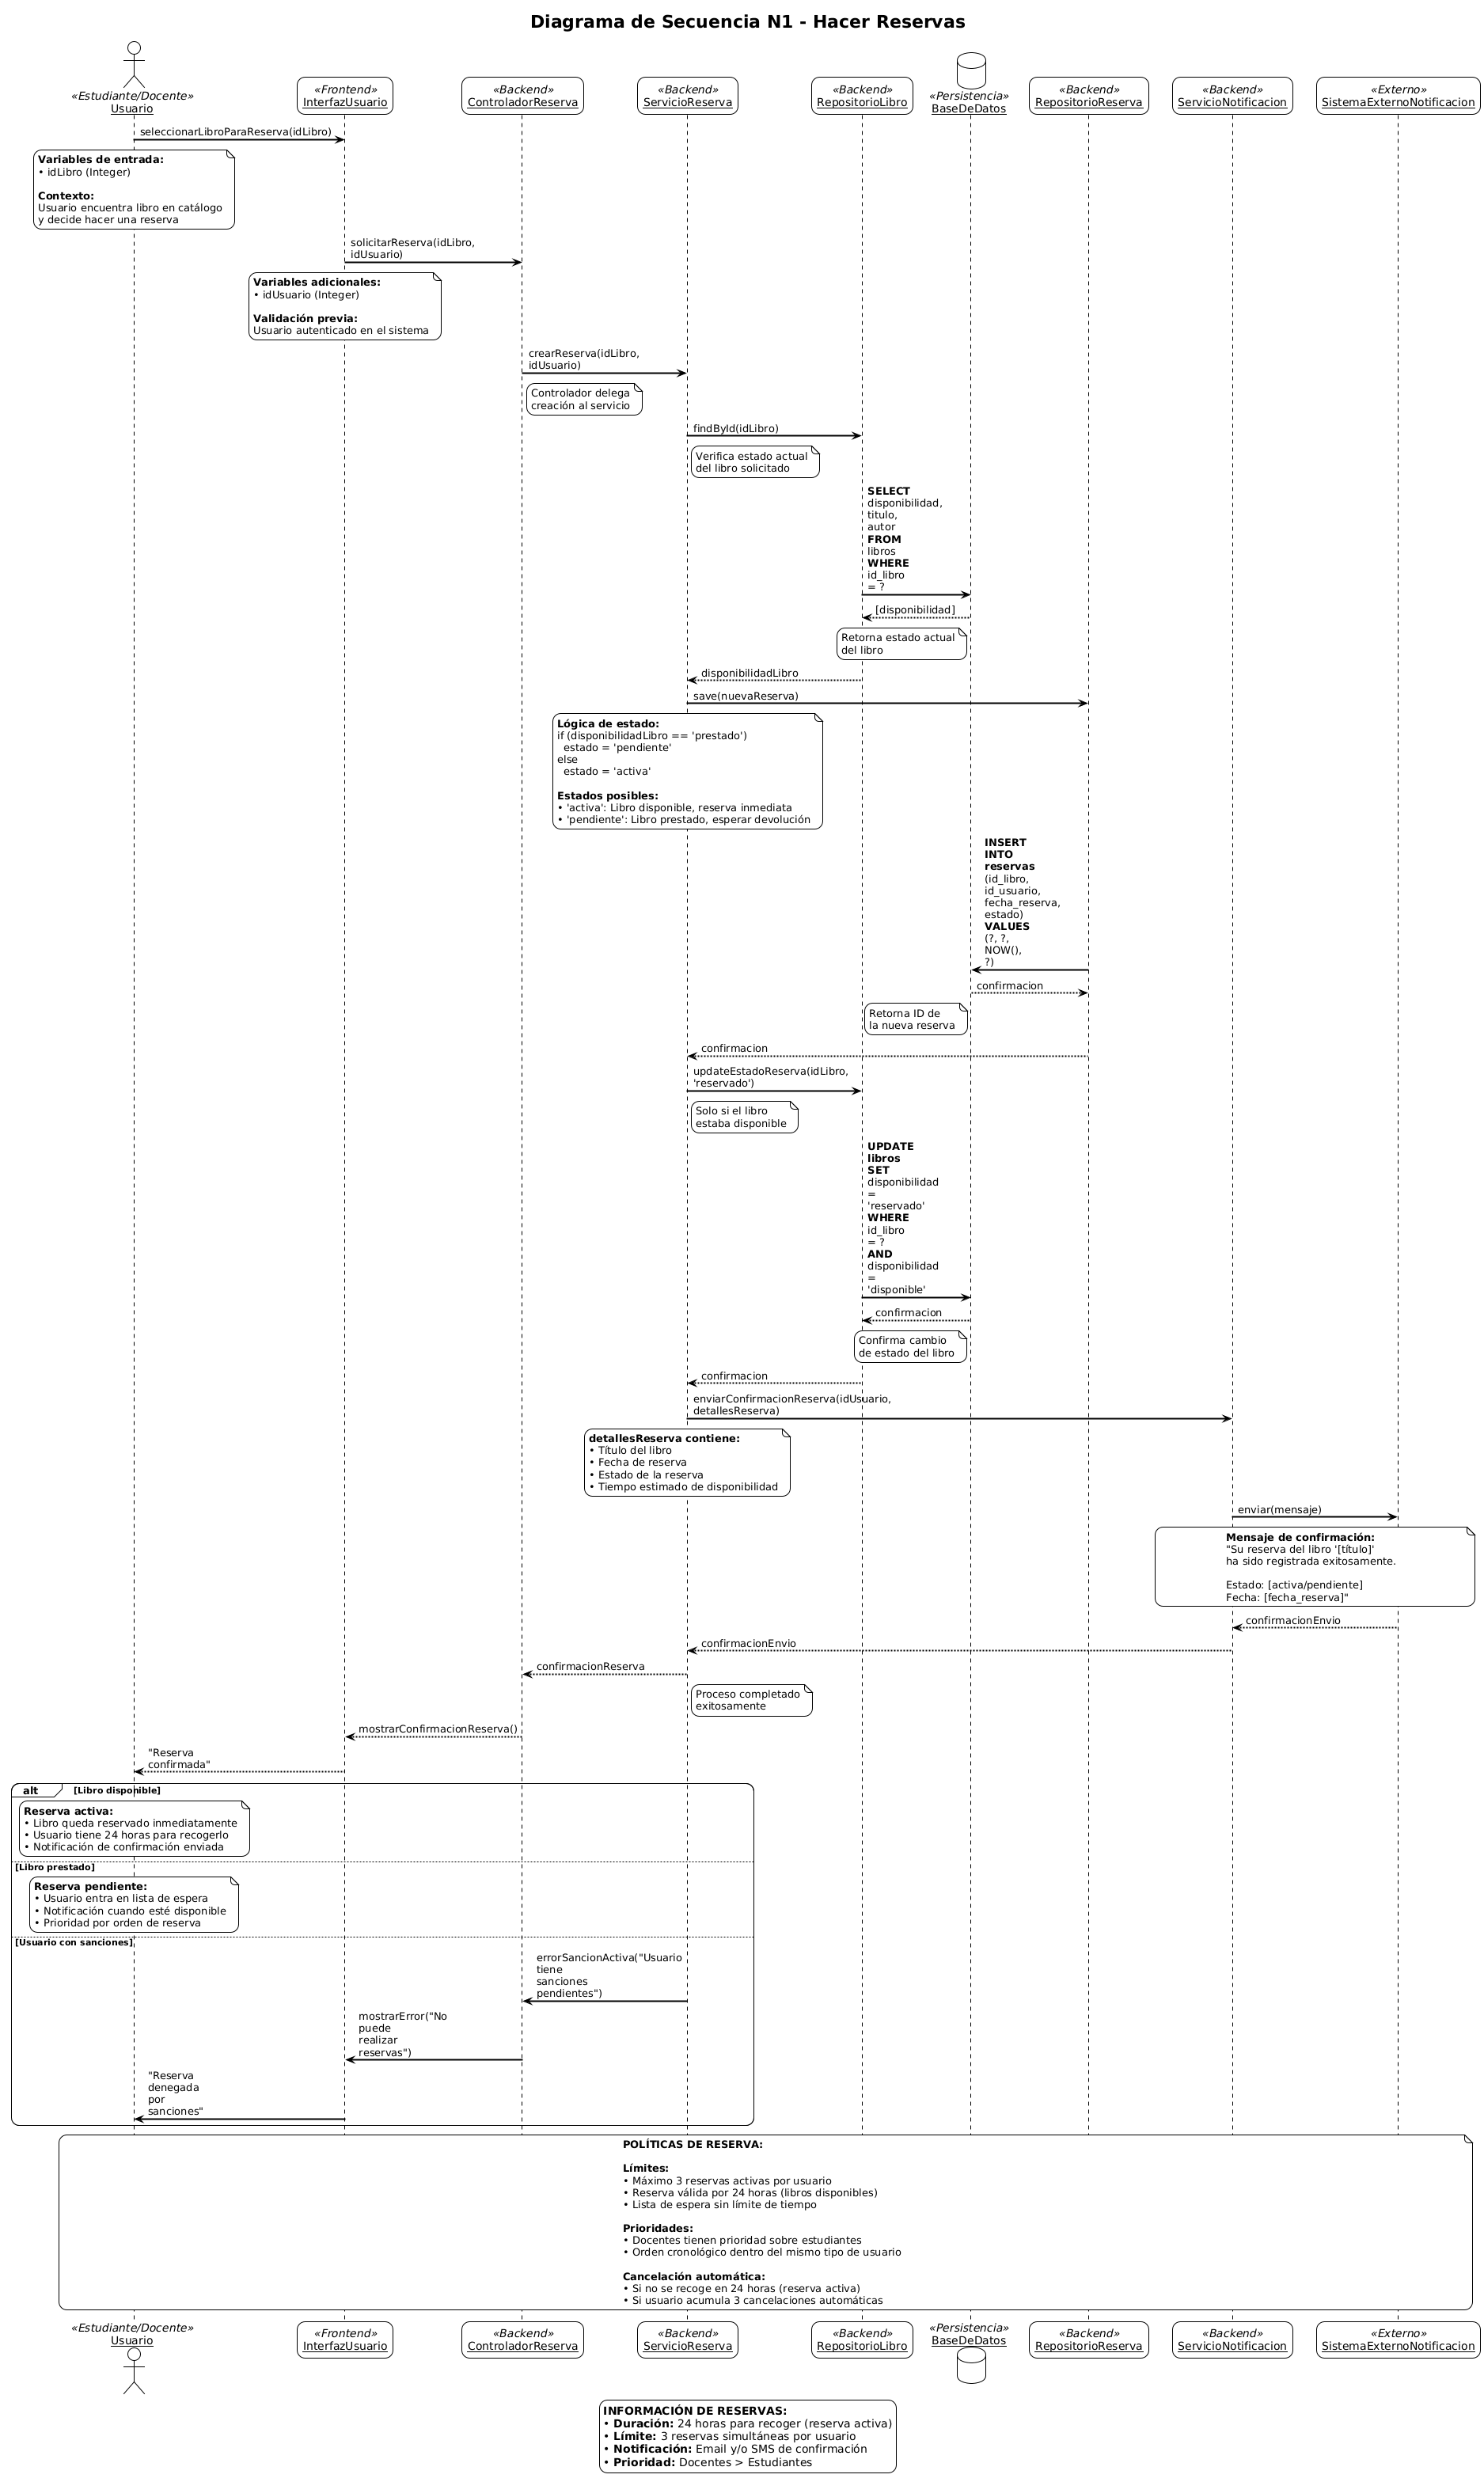 Diagrama de Secuencia N1 - Hacer Reservas
«Estudiante/Docente»
Usuario
«Frontend»
InterfazUsuario
«Backend»
ControladorReserva
«Backend»
ServicioReserva
«Backend»
RepositorioLibro
«Persistencia»
BaseDeDatos
«Backend»
RepositorioReserva
«Backend»
ServicioNotificacion
«Externo»
SistemaExternoNotificacion
seleccionarLibroParaReserva(idLibro)
Variables de entrada:
• idLibro (Integer)
Contexto:
Usuario encuentra libro en catálogo
y decide hacer una reserva
solicitarReserva(idLibro,
idUsuario)
Variables adicionales:
• idUsuario (Integer)
Validación previa:
Usuario autenticado en el sistema
crearReserva(idLibro,
idUsuario)
Controlador delega
creación al servicio
findById(idLibro)
Verifica estado actual
del libro solicitado
SELECT
disponibilidad,
titulo,
autor
FROM
libros
WHERE
id_libro
= ?
[disponibilidad]
Retorna estado actual
del libro
disponibilidadLibro
save(nuevaReserva)
Lógica de estado:
if (disponibilidadLibro == 'prestado')
estado = 'pendiente'
else
estado = 'activa'
Estados posibles:
• 'activa': Libro disponible, reserva inmediata
• 'pendiente': Libro prestado, esperar devolución
INSERT
INTO
reservas
(id_libro,
id_usuario,
fecha_reserva,
estado)
VALUES
(?, ?,
NOW(),
?)
confirmacion
Retorna ID de
la nueva reserva
confirmacion
updateEstadoReserva(idLibro,
'reservado')
Solo si el libro
estaba disponible
UPDATE
libros
SET
disponibilidad
=
'reservado'
WHERE
id_libro
= ?
AND
disponibilidad
=
'disponible'
confirmacion
Confirma cambio
de estado del libro
confirmacion
enviarConfirmacionReserva(idUsuario,
detallesReserva)
detallesReserva contiene:
• Título del libro
• Fecha de reserva
• Estado de la reserva
• Tiempo estimado de disponibilidad
enviar(mensaje)
Mensaje de confirmación:
"Su reserva del libro '[título]'
ha sido registrada exitosamente.
Estado: [activa/pendiente]
Fecha: [fecha_reserva]"
confirmacionEnvio
confirmacionEnvio
confirmacionReserva
Proceso completado
exitosamente
mostrarConfirmacionReserva()
"Reserva
confirmada"
alt [Libro disponible]
Reserva activa:
• Libro queda reservado inmediatamente
• Usuario tiene 24 horas para recogerlo
• Notificación de confirmación enviada
[Libro prestado]
Reserva pendiente:
• Usuario entra en lista de espera
• Notificación cuando esté disponible
• Prioridad por orden de reserva
[Usuario con sanciones]
errorSancionActiva("Usuario
tiene
sanciones
pendientes")
mostrarError("No
puede
realizar
reservas")
"Reserva
denegada
por
sanciones"
POLÍTICAS DE RESERVA:
Límites:
• Máximo 3 reservas activas por usuario
• Reserva válida por 24 horas (libros disponibles)
• Lista de espera sin límite de tiempo
Prioridades:
• Docentes tienen prioridad sobre estudiantes
• Orden cronológico dentro del mismo tipo de usuario
Cancelación automática:
• Si no se recoge en 24 horas (reserva activa)
• Si usuario acumula 3 cancelaciones automáticas
«Estudiante/Docente»
Usuario
«Frontend»
InterfazUsuario
«Backend»
ControladorReserva
«Backend»
ServicioReserva
«Backend»
RepositorioLibro
«Persistencia»
BaseDeDatos
«Backend»
RepositorioReserva
«Backend»
ServicioNotificacion
«Externo»
SistemaExternoNotificacion
INFORMACIÓN DE RESERVAS:
• Duración: 24 horas para recoger (reserva activa)
• Límite: 3 reservas simultáneas por usuario
• Notificación: Email y/o SMS de confirmación
• Prioridad: Docentes > Estudiantes